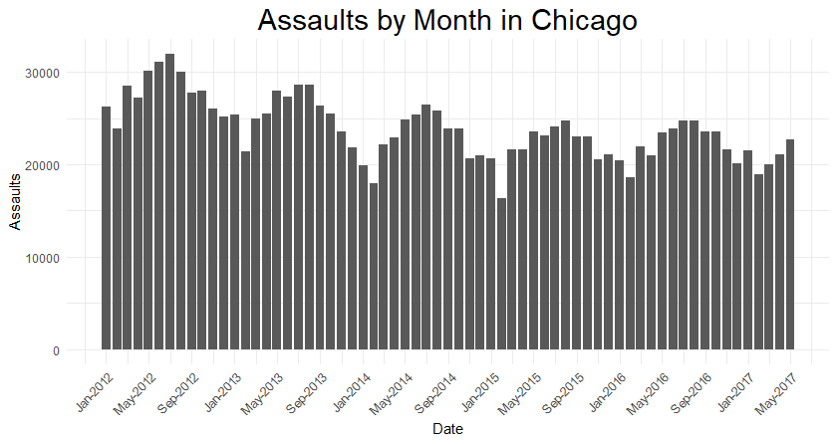 Assaults by Month in Chicago
Assaults
30000
20000
10000
0
Jan-2012
May-2012
Sep-2012
Jan-2013
May-2013
Sep-2013
Jan-2014
May-2014
Sep-2014
Jan-2015
May-2015
Sep-2015
Jan-2016
May-2016
Sep-2016
Jan-2017
May-2017
Date